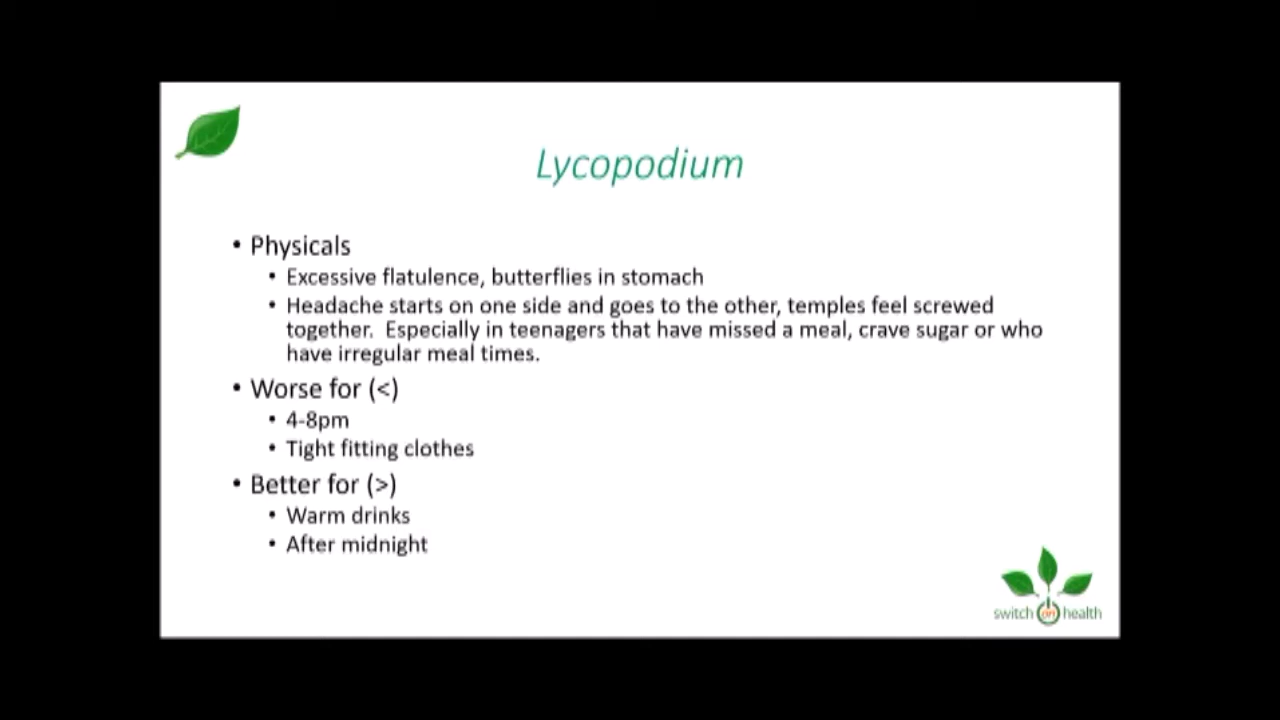 Lycopodium
• Physicals
• Excessive flatulence, butterflies in stomach
• Headache starts on one side and goes to the other, temples feel screwed
together.  Especially in teenagers that have missed a meal, crave sugar or who
have irregular meal times.
• Worse for (<)
• 4-8pm
• Tight fitting clothes
• Better for (>)
• Warm drinks
• After midnight
switch on health